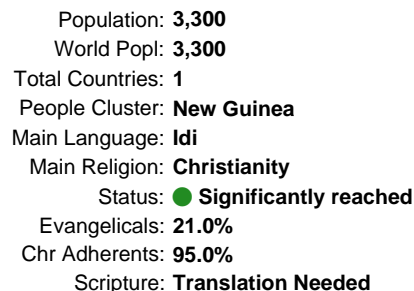 Population: 3,300
World Popl: 3,300
Total Countries: 1
People Cluster: New Guinea
Main Language: Idi
Main Religion: Christianity
Status: Significantly reached
Evangelicals: 21.0%
Chr Adherents: 95.0%
Scripture: Translation Needed